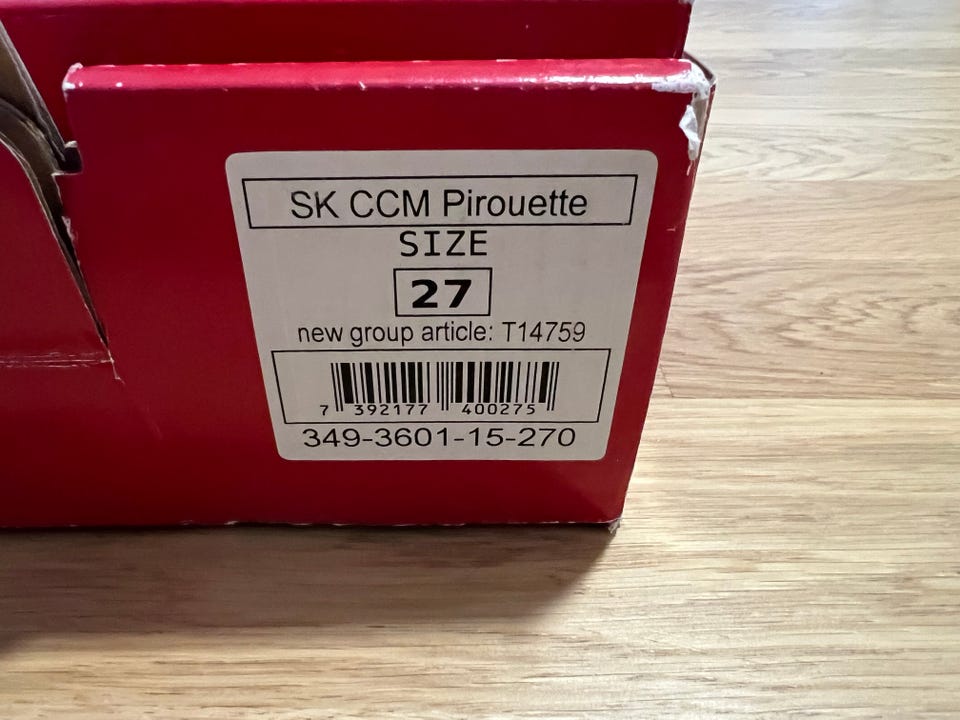 SK CCM Pirouette
SIZE
27
new group article: T14759
7 392177 400275
349-3601-15-270